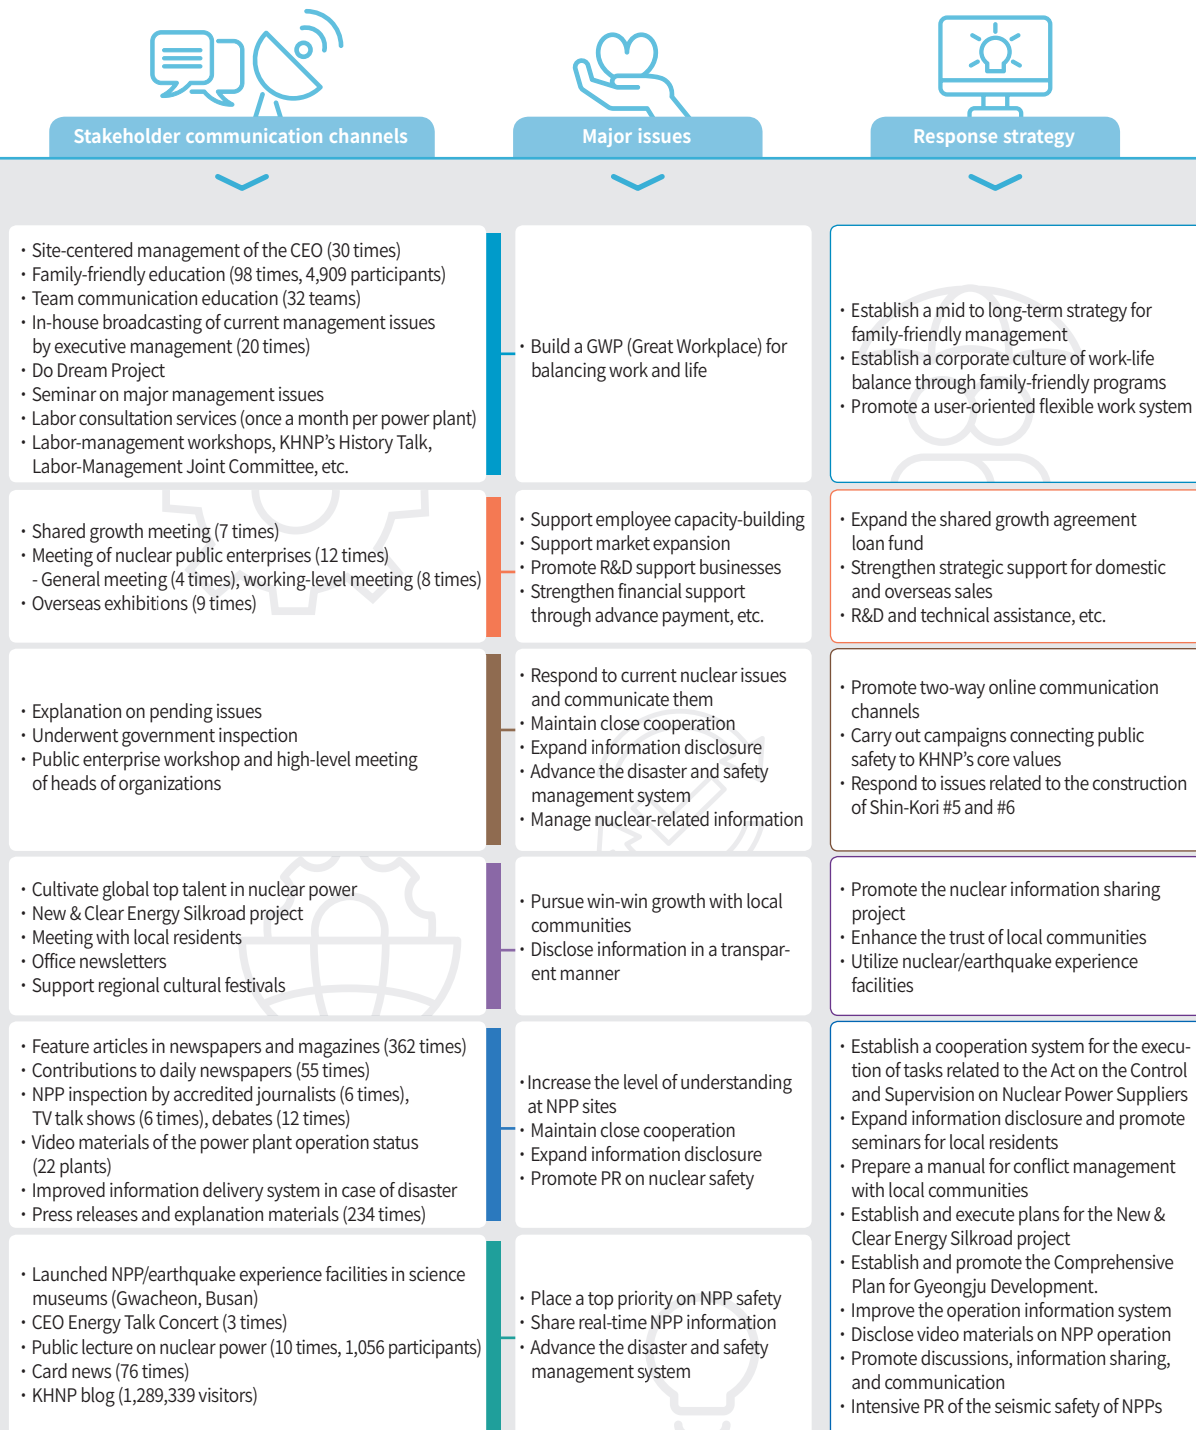 Stakeholder communication channels
Major issues
Response strategy
· Site-centered management of the CEO (30 times)
· Family-friendly education (98 times, 4,909 participants)
· Team communication education (32 teams)
· In-house broadcasting of current management issues
by executive management (20 times)
· Do Dream Project
· Seminar on major management issues
· Labor consultation services (once a month per power plant)
· Labor-management workshops, KHNP’s History Talk,
Labor-Management Joint Committee, etc.
· Build a GWP (Great Workplace) for
balancing work and life
· Establish a mid to long-term strategy for
family-friendly management
· Establish a corporate culture of work-life
balance through family-friendly programs
· Promote a user-oriented flexible work system
· Shared growth meeting (7 times)
· Meeting of nuclear public enterprises (12 times)
- General meeting (4 times), working-level meeting (8 times)
· Overseas exhibitions (9 times)
· Support employee capacity-building
· Support market expansion
· Promote R&D support businesses
· Strengthen financial support
through advance payment, etc.
· Expand the shared growth agreement
loan fund
· Strengthen strategic support for domestic
and overseas sales
· R&D and technical assistance, etc.
· Explanation on pending issues
· Underwent government inspection
· Public enterprise workshop and high-level meeting
of heads of organizations
· Respond to current nuclear issues
and communicate them
· Maintain close cooperation
· Expand information disclosure
· Advance the disaster and safety
management system
· Manage nuclear-related information
· Promote two-way online communication
channels
· Carry out campaigns connecting public
safety to KHNP’s core values
· Respond to issues related to the construction
of Shin-Kori #5 and #6
· Cultivate global top talent in nuclear power
· New & Clear Energy Silkroad project
· Meeting with local residents
· Office newsletters
· Support regional cultural festivals
· Pursue win-win growth with local
communities
· Disclose information in a transpar-
ent manner
· Promote the nuclear information sharing
project
· Enhance the trust of local communities
· Utilize nuclear/earthquake experience
facilities
· Feature articles in newspapers and magazines (362 times)
· Contributions to daily newspapers (55 times)
· NPP inspection by accredited journalists (6 times),
TV talk shows (6 times), debates (12 times)
· Video materials of the power plant operation status
(22 plants)
· Improved information delivery system in case of disaster
· Press releases and explanation materials (234 times)
· Increase the level of understanding
at NPP sites
· Maintain close cooperation
· Expand information disclosure
· Promote PR on nuclear safety
· Establish a cooperation system for the execu-
tion of tasks related to the Act on the Control
and Supervision on Nuclear Power Suppliers
· Expand information disclosure and promote
seminars for local residents
· Prepare a manual for conflict management
with local communities
· Establish and execute plans for the New &
Clear Energy Silkroad project
· Establish and promote the Comprehensive
Plan for Gyeongju Development.
· Improve the operation information system
· Disclose video materials on NPP operation
· Promote discussions, information sharing,
and communication
· Intensive PR of the seismic safety of NPPs
· Launched NPP/earthquake experience facilities in science
museums (Gwacheon, Busan)
· CEO Energy Talk Concert (3 times)
· Public lecture on nuclear power (10 times, 1,056 participants)
· Card news (76 times)
· KHNP blog (1,289,339 visitors)
· Place a top priority on NPP safety
· Share real-time NPP information
· Advance the disaster and safety
management system